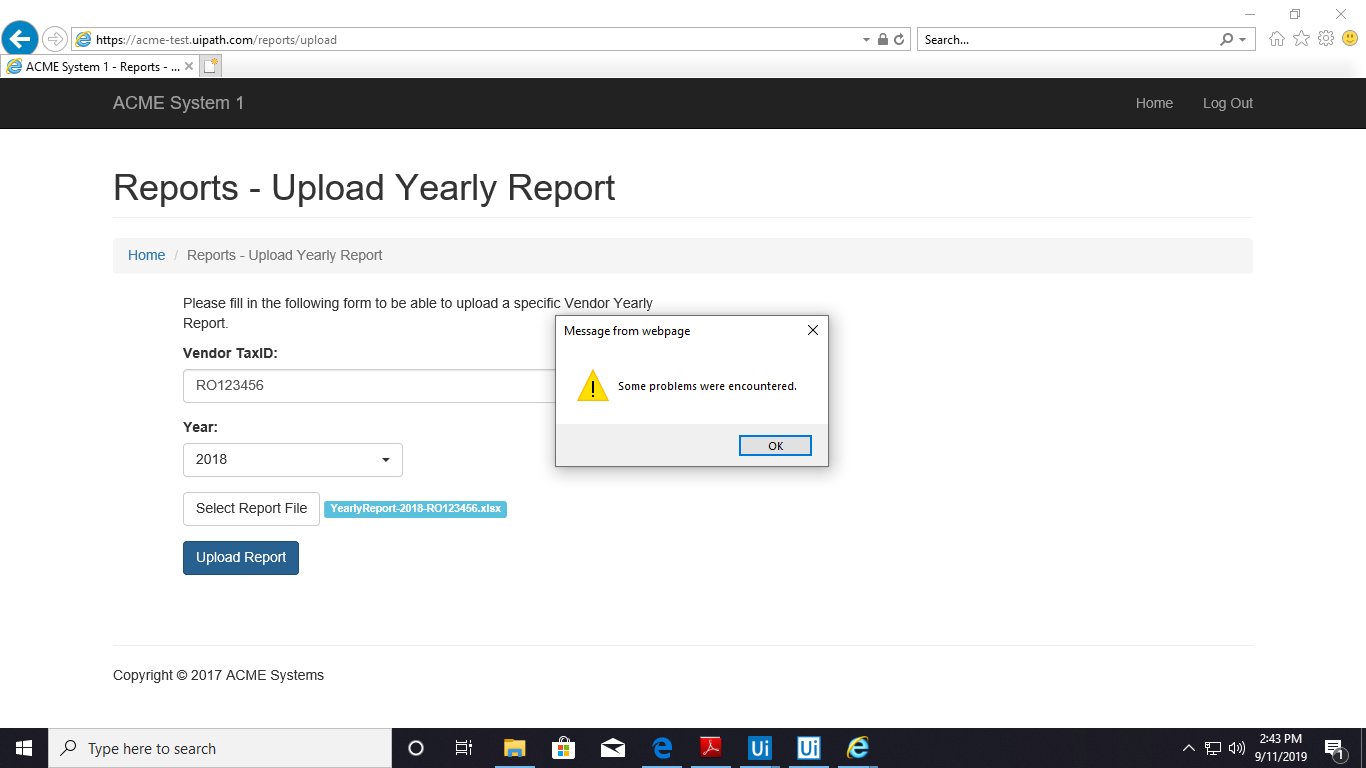 https://acme-test.uipath.com/reports/upload
Search...
ACME System 1 - Reports - ...
ACME System 1
Home
Log Out
Reports - Upload Yearly Report
Home / Reports - Upload Yearly Report
Please fill in the following form to be able to upload a specific Vendor Yearly
Report.
Vendor TaxID:
RO123456
Year:
2018
Select Report File
YearlyReport-2018-RO123456.xlsx
Upload Report
Message from webpage
!
Some problems were encountered.
OK
Copyright © 2017 ACME Systems
Type here to search
Ui
Ui
2:43 PM
9/11/2019
1